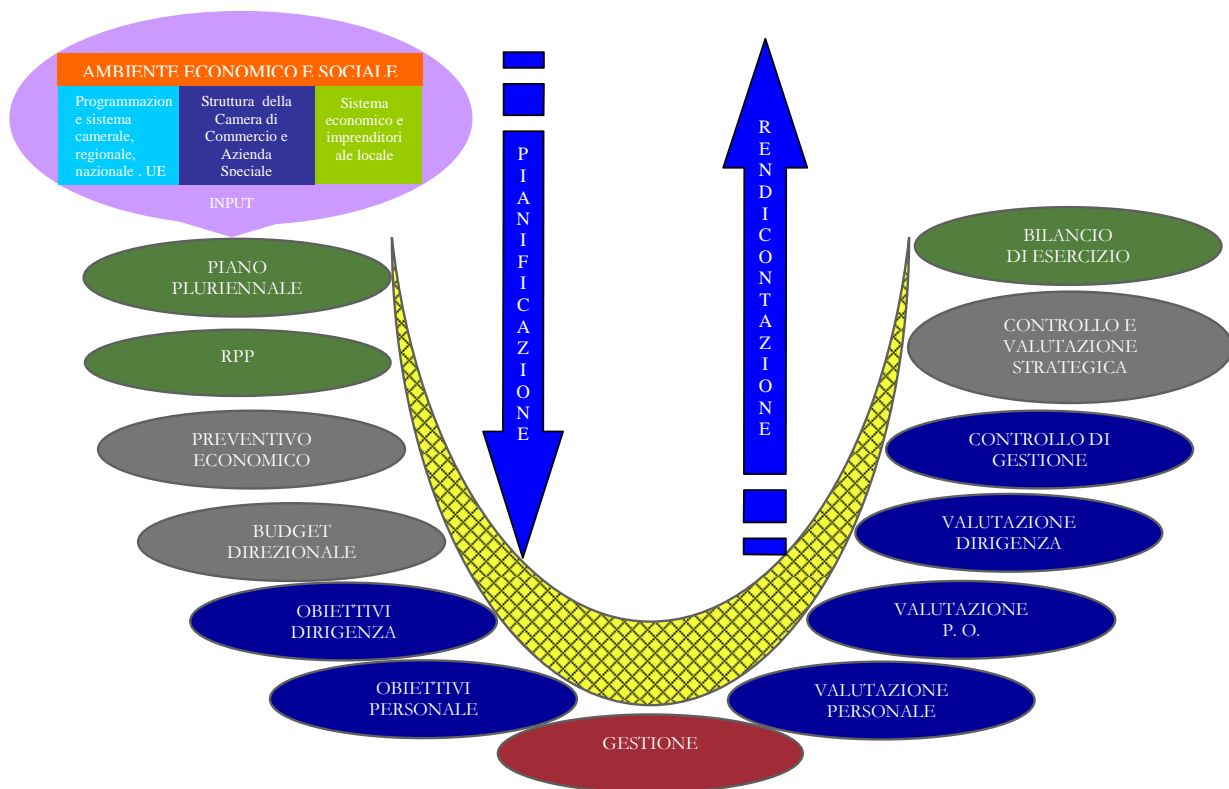 AMBIENTE ECONOMICO E SOCIALE
Programmazion
e sistema
camerale,
regionale,
nazionale . UE
Struttura della
Camera di
Commercio e
Azienda
Speciale
Sistema
economico e
imprenditori
ale locale
INPUT
PIANO
PLURIENNALE
RPP
PREVENTIVO
ECONOMICO
BUDGET
DIREZIONALE
OBIETTIVI
DIRIGENZA
OBIETTIVI
PERSONALE
GESTIONE
P
I
A
N
I
F
I
C
A
Z
I
O
N
E
R
E
N
D
I
C
O
N
T
A
Z
I
O
N
E
BILANCIO
DI ESERCIZIO
CONTROLLO E
VALUTAZIONE
STRATEGICA
CONTROLLO DI
GESTIONE
VALUTAZIONE
DIRIGENZA
VALUTAZIONE
P. O.
VALUTAZIONE
PERSONALE